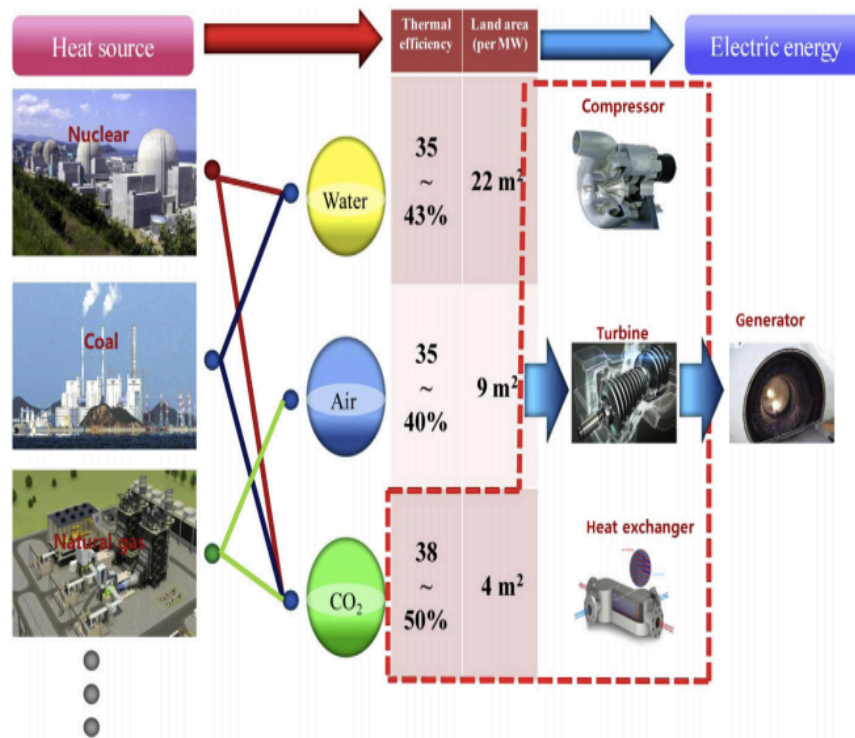 Heat source
Thermal
efficiency
Land area
(per MW)
Electric energy
Nuclear
Water
35
~
43%
22 m²
Compressor
Coal
Air
35
~
40%
9 m²
Turbine
Generator
Natural gas
CO₂
38
~
50%
4 m²
Heat exchanger